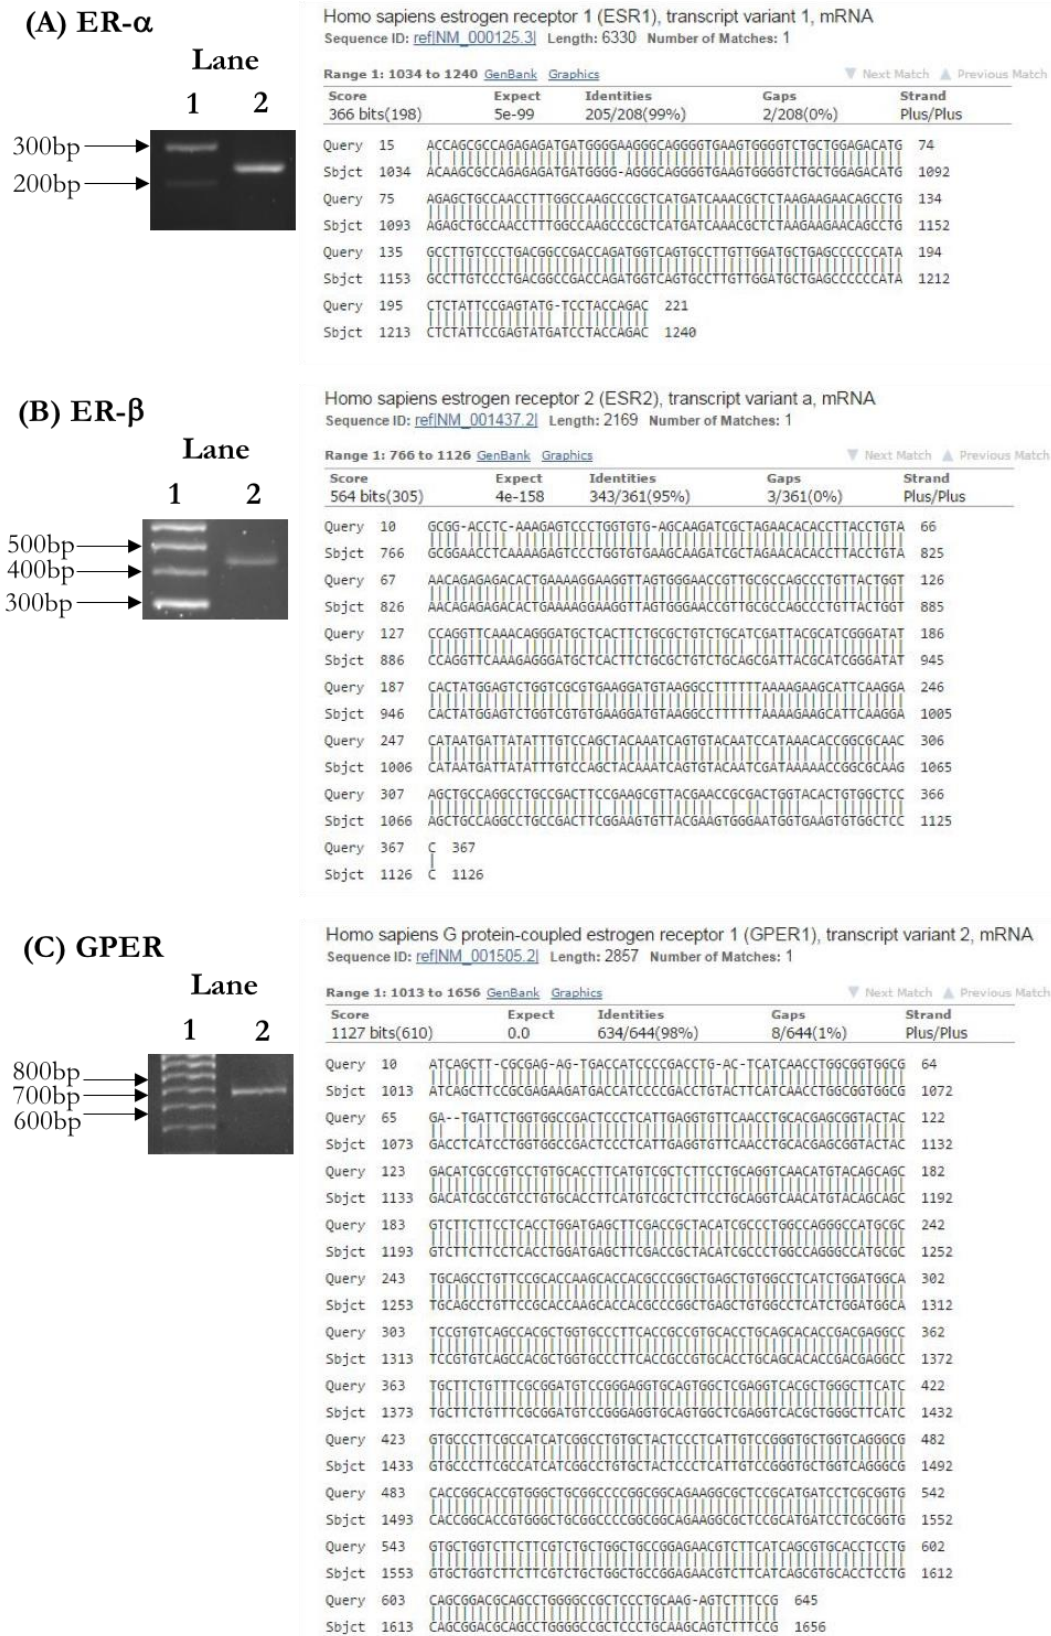 (A) ER-α
Lane
1 2
300bp
200bp
Homo sapiens estrogen receptor 1 (ESR1), transcript variant 1, mRNA
Sequence ID: ref|NM_000125.3| Length: 6330 Number of Matches: 1
Range 1: 1034 to 1240 GenBank Graphics Next Match Previous Match
Score Expect Identities Gaps Strand
366 bits(198) 5e-99 205/208(99%) 2/208(0%) Plus/Plus
Query 15 ACCAGCGCCAGAGAGATGATGGGGAAGGGCAGGGGTGAAGTGGGGTCTGCTGGAGACATG 74
Sbjct 1034 ACAAGCGCCAGAGAGATGATGGGG-AGGGCAGGGGTGAAGTGGGGTCTGCTGGAGACATG 1092
Query 75 AGAGCTGCCAACCTTTGGCCAAGCCCGCTCATGATCAAACGCTCTAAGAAGAACAGCCTG 134
Sbjct 1093 AGAGCTGCCAACCTTTGGCCAAGCCCGCTCATGATCAAACGCTCTAAGAAGAACAGCCTG 1152
Query 135 GCCTTGTCCCTGACGGCCGACCAGATGGTCAGTGCCTTGTTGGATGCTGAGCCCCCCATA 194
Sbjct 1153 GCCTTGTCCCTGACGGCCGACCAGATGGTCAGTGCCTTGTTGGATGCTGAGCCCCCCATA 1212
Query 195 CTCTATTCCGAGTATG-TCCTACCAGAC 221
Sbjct 1213 CTCTATTCCGAGTATGATCCTACCAGAC 1240
(B) ER-β
Lane
1 2
500bp
400bp
300bp
Homo sapiens estrogen receptor 2 (ESR2), transcript variant a, mRNA
Sequence ID: ref|NM_001437.2| Length: 2169 Number of Matches: 1
Range 1: 766 to 1126 GenBank Graphics Next Match Previous Match
Score Expect Identities Gaps Strand
564 bits(305) 4e-158 343/361(95%) 3/361(0%) Plus/Plus
Query 10 GCGG-ACCTC-AAAGAGTCCCTGGTGTG-AGCAAGATCGCTAGAACACACCTTACCTGTA 66
Sbjct 766 GCGGAACCTCAAAAGAGTCCCTGGTGTGAAGCAAGATCGCTAGAACACACCTTACCTGTA 825
Query 67 AACAGAGAGACACTGAAAAGGAAGGTTAGTGGGAACCGTTGCGCCAGCCCTGTTACTGGT 126
Sbjct 826 AACAGAGAGACACTGAAAAGGAAGGTTAGTGGGAACCGTTGCGCCAGCCCTGTTACTGGT 885
Query 127 CCAGGTTCAAACAGGGATGCTCACTTCTGCGCTGTCTGCATCGATTACGCATCGGGATAT 186
Sbjct 886 CCAGGTTCAAAGAGGGATGCTCACTTCTGCGCTGTCTGCAGCGATTACGCATCGGGATAT 945
Query 187 CACTATGGAGTCTGGTCGCGTGAAGGATGTAAGGCCTTTTTTAAAAGAAGCATTCAAGGA 246
Sbjct 946 CACTATGGAGTCTGGTCGTGTGAAGGATGTAAGGCCTTTTTTAAAAGAAGCATTCAAGGA 1005
Query 247 CATAATGATTATATTTGTCCAGCTACAAATCAGTGTACAATCCATAAACACCGGCGCAAC 306
Sbjct 1006 CATAATGATTATATTTGTCCAGCTACAAATCAGTGTACAATCGATAAAAACCGGCGCAAG 1065
Query 307 AGCTGCCAGGCCTGCCGACTTCCGAAGCGTTACGAACCGCGACTGGTACACTGTGGCTCC 366
Sbjct 1066 AGCTGCCAGGCCTGCCGACTTCGGAAGTGTTACGAAGTGGGAATGGTGAAGTGTGGCTCC 1125
Query 367 C 367
Sbjct 1126 C 1126
(C) GPER
Lane
1 2
800bp
700bp
600bp
Homo sapiens G protein-coupled estrogen receptor 1 (GPER1), transcript variant 2, mRNA
Sequence ID: ref|NM_001505.2| Length: 2857 Number of Matches: 1
Range 1: 1013 to 1656 GenBank Graphics Next Match Previous Match
Score Expect Identities Gaps Strand
1127 bits(610) 0.0 634/644(98%) 8/644(1%) Plus/Plus
Query 10 ATCAGCTT-CGCGAG-AG-TGACCATCCCCGACCTG-AC-TCATCAACCTGGCGGTGGCG 64
Sbjct 1013 ATCAGCTTCCGCGAGAAGATGACCATCCCCGACCTGTACTTCATCAACCTGGCGGTGGCG 1072
Query 65 GA--TGATTCTGGTGGCCGACTCCCTCATTGAGGTGTTCAACCTGCACGAGCGGTACTAC 122
Sbjct 1073 GACCTCATCCTGGTGGCCGACTCCCTCATTGAGGTGTTCAACCTGCACGAGCGGTACTAC 1132
Query 123 GACATCGCCGTCCTGTGCACCTTCATGTCGCTCTTCCTGCAGGTCAACATGTACAGCAGC 182
Sbjct 1133 GACATCGCCGTCCTGTGCACCTTCATGTCGCTCTTCCTGCAGGTCAACATGTACAGCAGC 1192
Query 183 GTCTTCTTCCTCACCTGGATGAGCTTCGACCGCTACATCGCCCTGGCCAGGGCCATGCGC 242
Sbjct 1193 GTCTTCTTCCTCACCTGGATGAGCTTCGACCGCTACATCGCCCTGGCCAGGGCCATGCGC 1252
Query 243 TGCAGCCTGTTCCGCACCAAGCACCACGCCCGGCTGAGCTGTGGCCTCATCTGGATGGCA 302
Sbjct 1253 TGCAGCCTGTTCCGCACCAAGCACCACGCCCGGCTGAGCTGTGGCCTCATCTGGATGGCA 1312
Query 303 TCCGTGTCAGCCACGCTGGTGCCCTTCACCGCCGTGCACCTGCAGCACACCGACGAGGCC 362
Sbjct 1313 TCCGTGTCAGCCACGCTGGTGCCCTTCACCGCCGTGCACCTGCAGCACACCGACGAGGCC 1372
Query 363 TGCTTCTGTTTCGCGGATGTCCGGGAGGTGCAGTGGCTCGAGGTCACGCTGGGCTTCATC 422
Sbjct 1373 TGCTTCTGTTTCGCGGATGTCCGGGAGGTGCAGTGGCTCGAGGTCACGCTGGGCTTCATC 1432
Query 423 GTGCCCTTCGCCATCATCGGCCTGTGCTACTCCCTCATTGTCCGGGTGCTGGTCAGGGCG 482
Sbjct 1433 GTGCCCTTCGCCATCATCGGCCTGTGCTACTCCCTCATTGTCCGGGTGCTGGTCAGGGCG 1492
Query 483 CACCGGCACCGTGGGCTGCGGCCCCGGCGGCAGAAGGCGCTCCGCATGATCCTCGCGGTG 542
Sbjct 1493 CACCGGCACCGTGGGCTGCGGCCCCGGCGGCAGAAGGCGCTCCGCATGATCCTCGCGGTG 1552
Query 543 GTGCTGGTCTTCTTCGTCTGCTGGCTGCCGGAGAACGTCTTCATCAGCGTGCACCTCCTG 602
Sbjct 1553 GTGCTGGTCTTCTTCGTCTGCTGGCTGCCGGAGAACGTCTTCATCAGCGTGCACCTCCTG 1612
Query 603 CAGCGGACGCAGCCTGGGGCCGCTCCCTGCAAG-AGTCTTTCCG 645
Sbjct 1613 CAGCGGACGCAGCCTGGGGCCGCTCCCTGCAAGCAGTCTTTCCG 1656